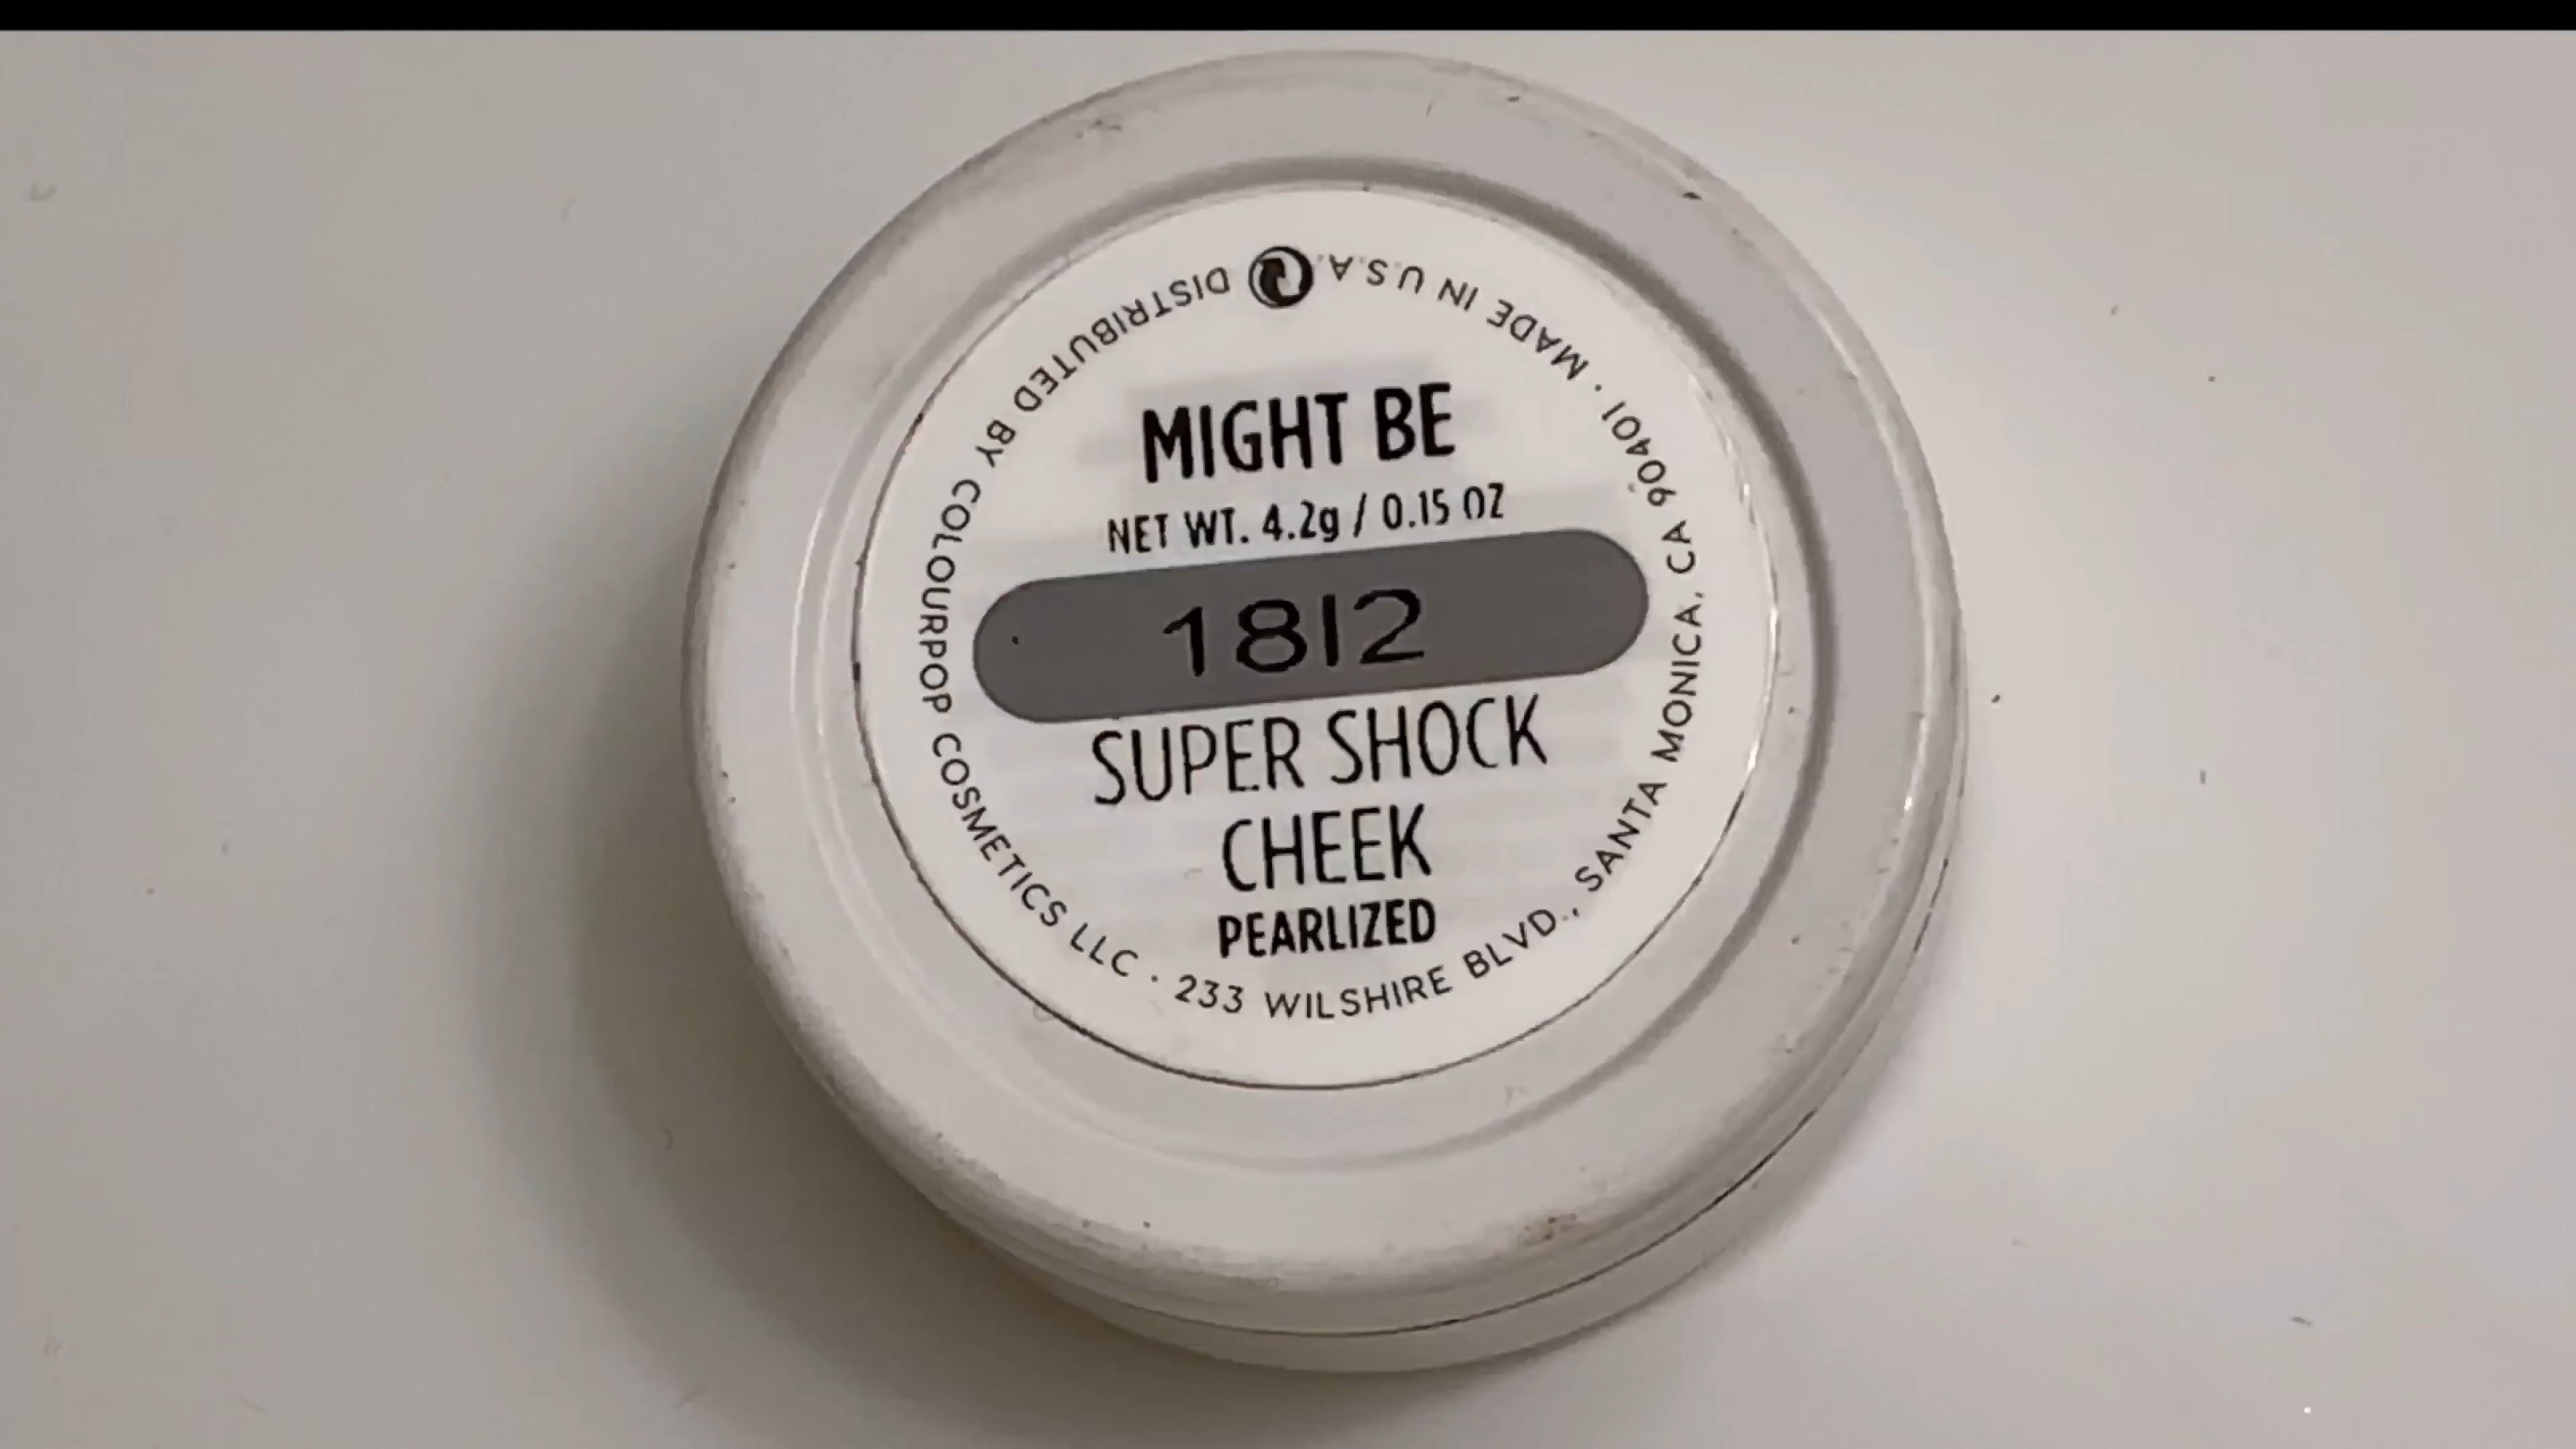 MIGHT BE
NET WT. 4.2g / 0.15 OZ
1812
SUPER SHOCK
CHEEK
PEARLIZED
DISTRIBUTED BY COLOURPOP COSMETICS LLC · 233 WILSHIRE BLVD., SANTA MONICA, CA 90401 · MADE IN U.S.A.